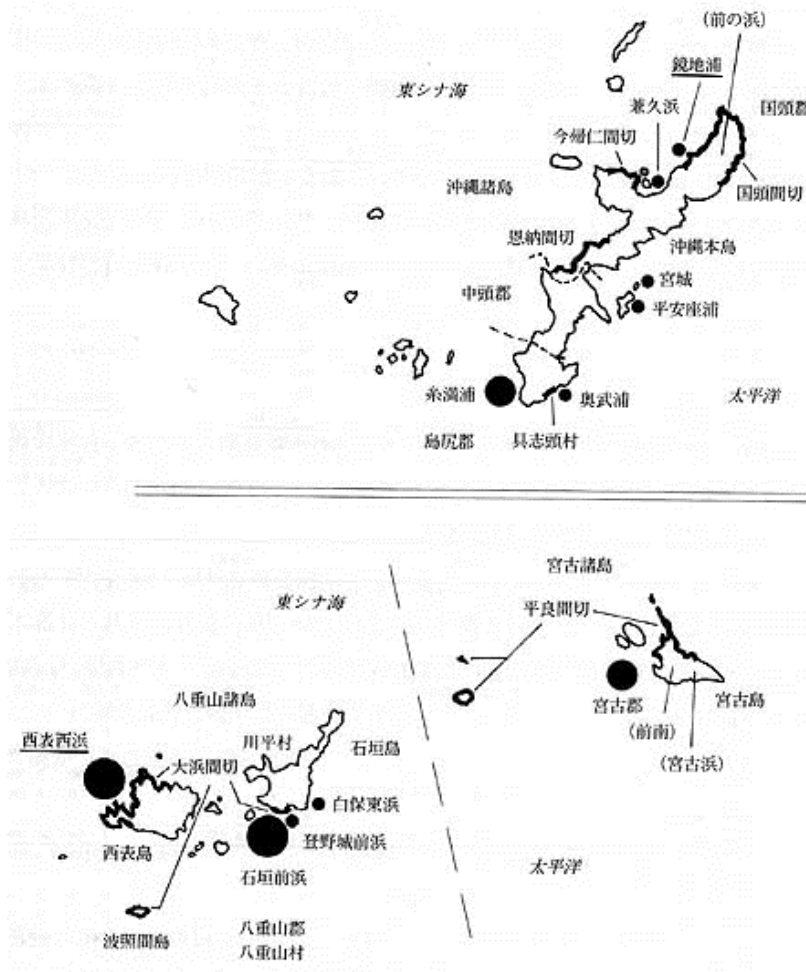 (前の浜)
鏡地浦
東シナ海
兼久浜
国頭郡
今帰仁間切
沖縄諸島
国頭間切
恩納間切
沖縄本島
中頭郡
宮城
平安座浦
糸満浦
奥武浦
太平洋
島尻郡
具志頭村
宮古諸島
東シナ海
平良間切
八重山諸島
宮古郡
宮古島
川平村
石垣島
(前南)
西表西浜
大浜間切
(宮古浜)
白保東浜
登野城前浜
西表島
石垣前浜
太平洋
波照間島
八重山郡
八重山村